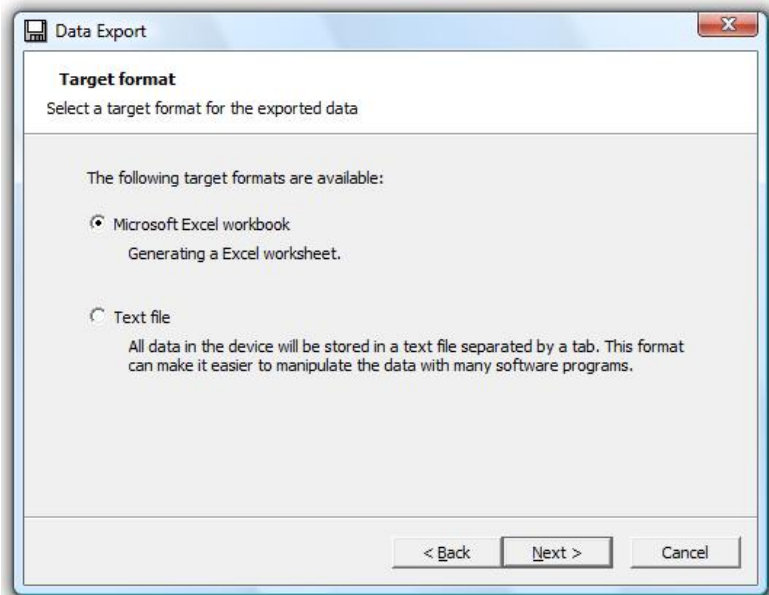 Data Export
Target format
Select a target format for the exported data
The following target formats are available:
Microsoft Excel workbook
Generating a Excel worksheet.
Text file
All data in the device will be stored in a text file separated by a tab. This format
can make it easier to manipulate the data with many software programs.
< Back Next > Cancel